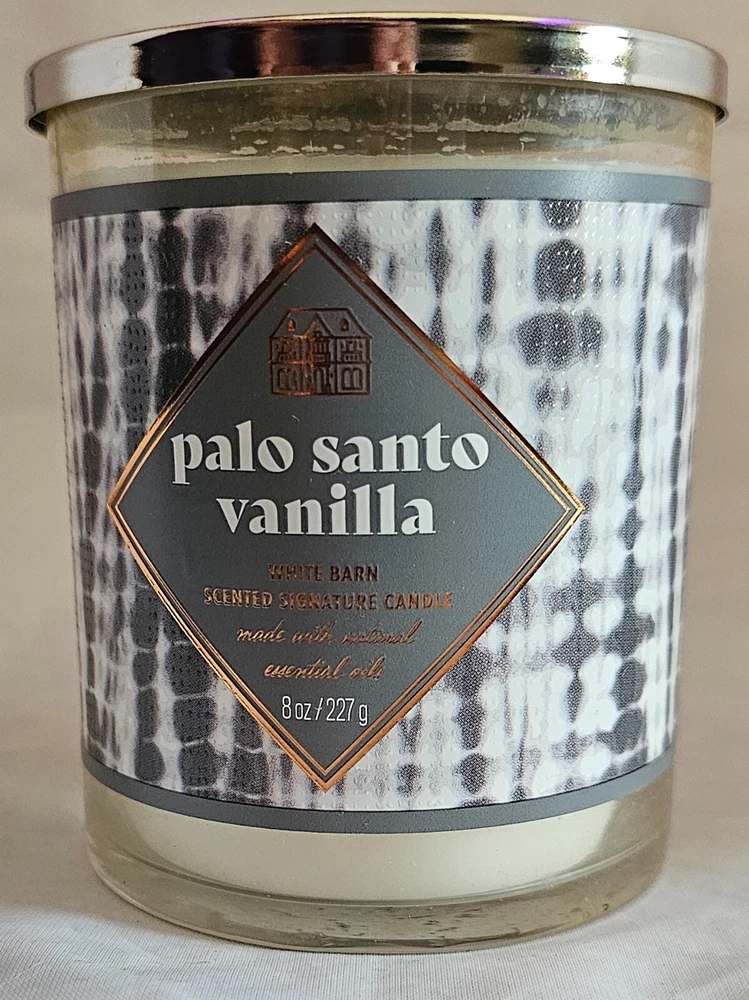 palo santo
vanilla
WHITE BARN
SCENTED SIGNATURE CANDLE
made with natural
essential oils
8 oz / 227 g